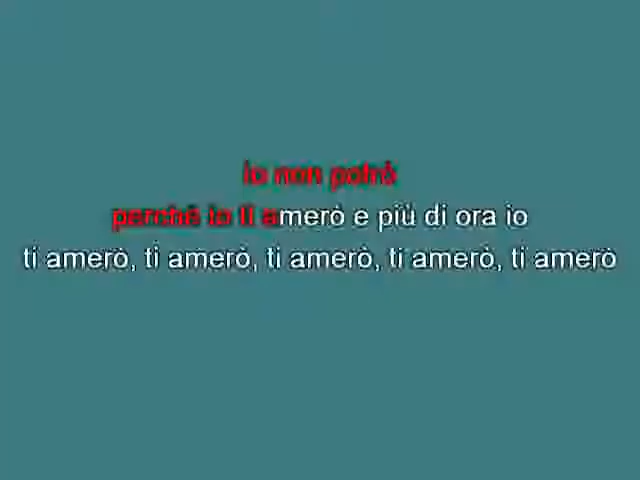 io non potrò
perchè io ti amerò e più di ora io
ti amerò, ti amerò, ti amerò, ti amerò, ti amerò